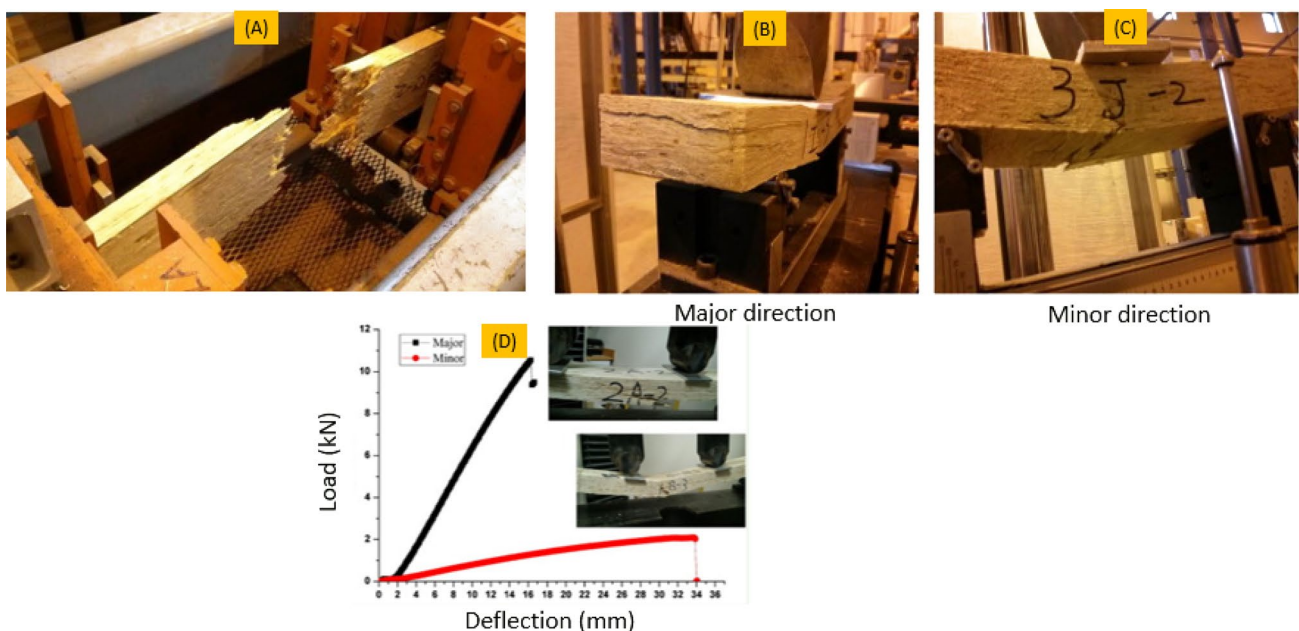 (A)
(B)
(C)
3 J-2
Major direction
Minor direction
(D)
Major
Minor
Load (kN)
12
10
8
6
4
2
0
2A-2
0 2 4 6 8 10 12 14 16 18 20 22 24 26 28 30 32 34 36
Deflection (mm)